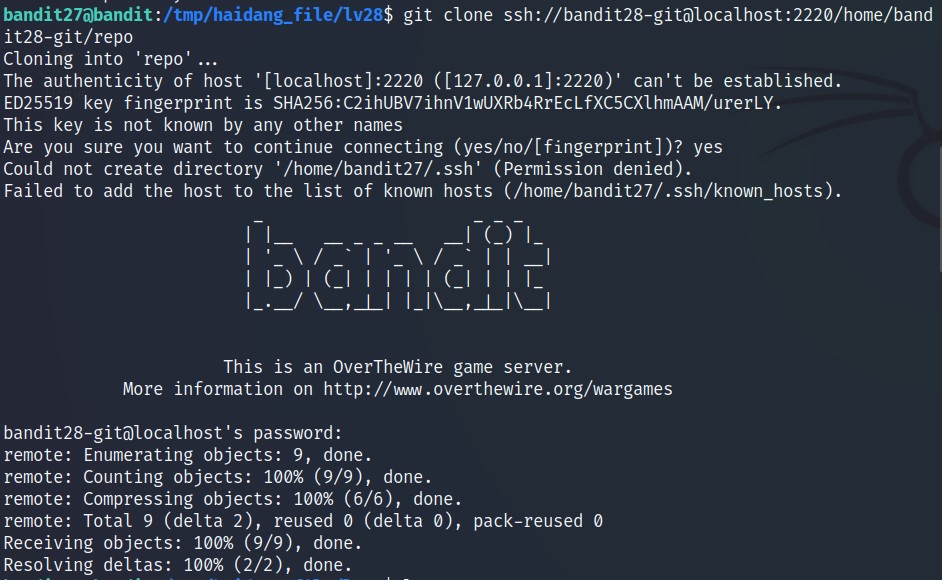 bandit27@bandit:/tmp/haidang_file/lv28$ git clone ssh://bandit28-git@localhost:2220/home/band
it28-git/repo
Cloning into 'repo'...
The authenticity of host '[localhost]:2220 ([127.0.0.1]:2220)' can't be established.
ED25519 key fingerprint is SHA256:C2ihUBV7ihnV1wUXRb4RrEcLfXC5CXlhmAAM/urerLY.
This key is not known by any other names
Are you sure you want to continue connecting (yes/no/[fingerprint])? yes
Could not create directory '/home/bandit27/.ssh' (Permission denied).
Failed to add the host to the list of known hosts (/home/bandit27/.ssh/known_hosts).
bandit
This is an OverTheWire game server.
More information on http://www.overthewire.org/wargames
bandit28-git@localhost's password:
remote: Enumerating objects: 9, done.
remote: Counting objects: 100% (9/9), done.
remote: Compressing objects: 100% (6/6), done.
remote: Total 9 (delta 2), reused 0 (delta 0), pack-reused 0
Receiving objects: 100% (9/9), done.
Resolving deltas: 100% (2/2), done.